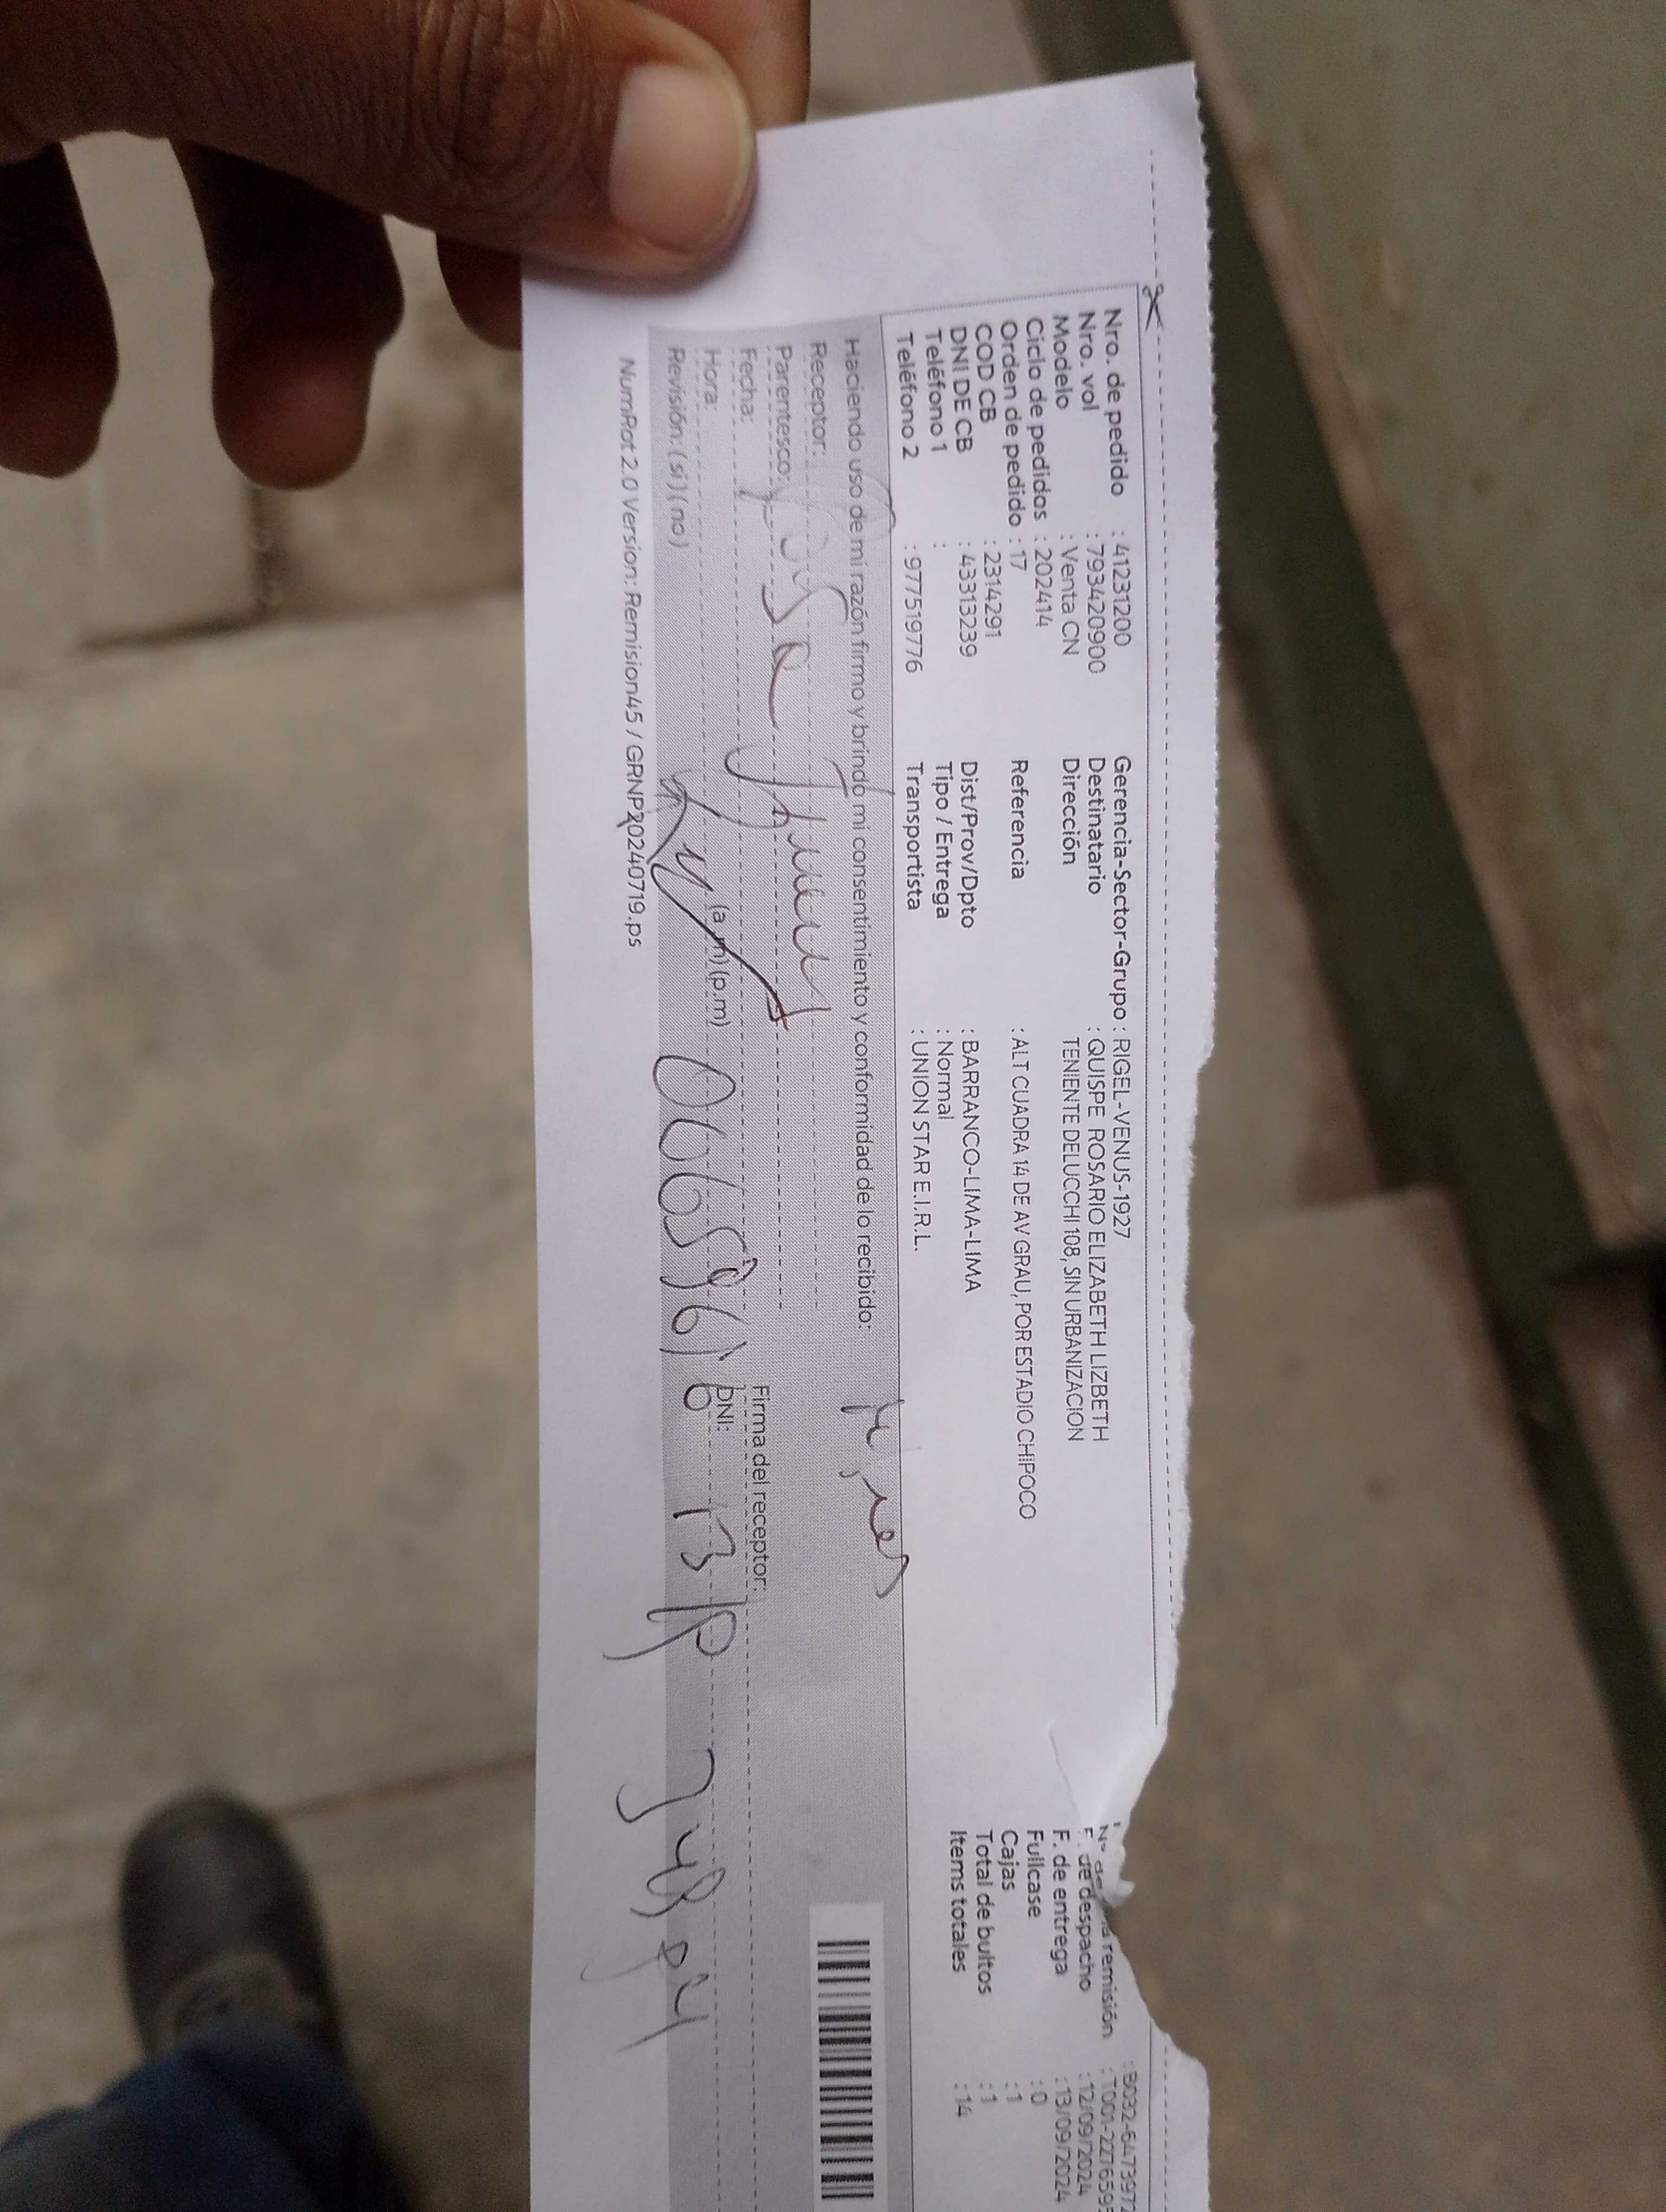 Nro. de pedido : 41231200
Nro. vol : 793420900
Modelo : Venta CN
Ciclo de pedidos : 202414
Orden de pedido : 17
COD CB : 2314291
DNI DE CB : 43313239
Teléfono 1 :
Teléfono 2 : 977519776
Gerencia-Sector-Grupo : RIGEL-VENUS-1927
Destinatario : QUISPE ROSARIO ELIZABETH LIZBETH
Dirección TENIENTE DELUCCHI 108, SIN URBANIZACION
Referencia : ALT CUADRA 14 DE AV GRAU, POR ESTADIO CHIPOCO
Dist/Prov/Dpto : BARRANCO-LIMA-LIMA
Tipo / Entrega : Normal
Transportista : UNION STAR E.I.R.L.
: B032-6473972
remisión : T001-2276595
de despacho : 12/09/2024
F. de entrega : 13/09/2024
Fullcase : 0
Cajas : 1
Total de bultos : 1
Items totales : 14
Haciendo uso de mi razón firmo y brindo mi consentimiento y conformidad de lo recibido:
Receptor:
Parentesco:
Fecha:
Hora: (a.m) (p.m)
Revisión: (si) (no)
Firma del receptor:
DNI:
NumRot 2.0 Version: Remision45 / GRNP20240719.ps